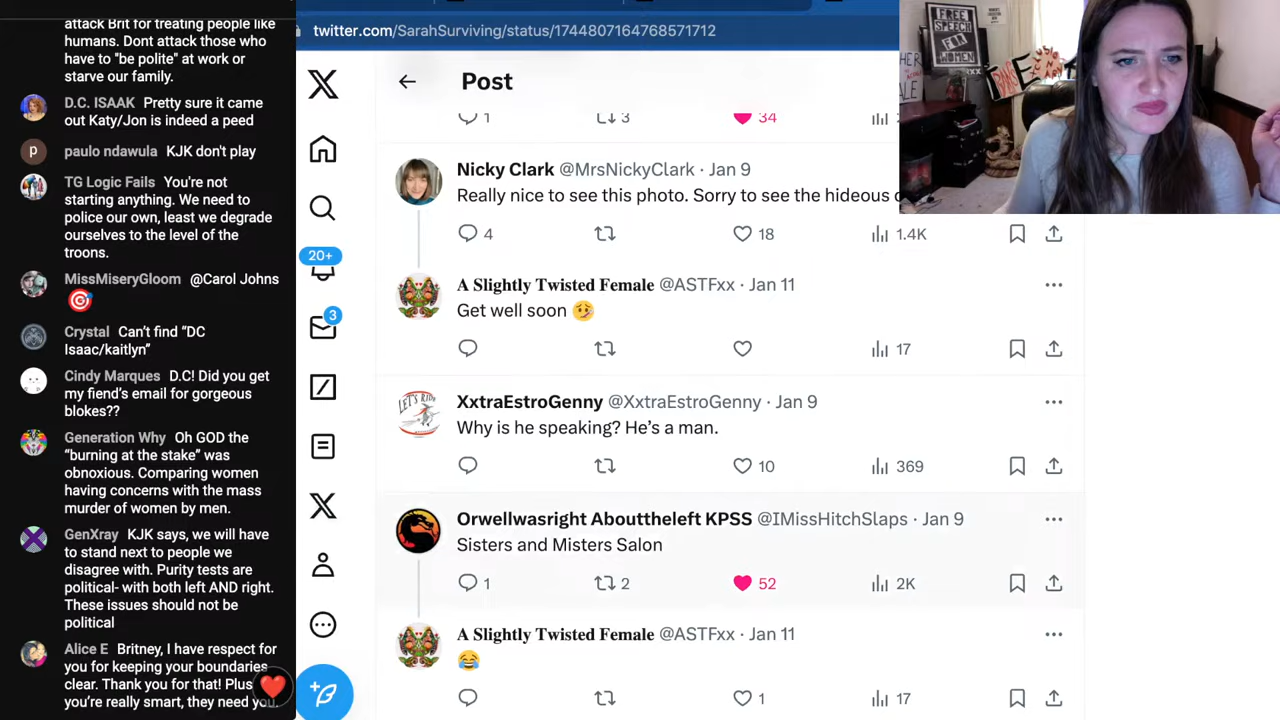 attack Brit for treating people like
humans. Dont attack those who
have to "be polite" at work or
starve our family.
D.C. ISAAK Pretty sure it came
out Katy/Jon is indeed a peed
paulo ndawula KJK don't play
TG Logic Fails You're not
starting anything. We need to
police our own, least we degrade
ourselves to the level of the
troons.
MissMiseryGloom @Carol Johns
🎯
Crystal Can't find "DC
Isaac/kaitlyn"
Cindy Marques D.C! Did you get
my fiend's email for gorgeous
blokes??
Generation Why Oh GOD the
"burning at the stake" was
obnoxious. Comparing women
having concerns with the mass
murder of women by men.
GenXray KJK says, we will have
to stand next to people we
disagree with. Purity tests are
political- with both left AND right.
These issues should not be
political
Alice E Britney, I have respect for
you for keeping your boundaries
clear. Thank you for that! Plus
you're really smart, they need you.
p
20+
3
twitter.com/SarahSurviving/status/1744807164768571712
Post
1 3 34
Nicky Clark @MrsNickyClark · Jan 9
Really nice to see this photo. Sorry to see the hideous
4 18 1.4K
A Slightly Twisted Female @ASTFxx · Jan 11
Get well soon 🤒
17
LET'S RIDE
XxtraEstroGenny @XxtraEstroGenny · Jan 9
Why is he speaking? He's a man.
10 369
Orwellwasright Abouttheleft KPSS @IMissHitchSlaps · Jan 9
Sisters and Misters Salon
1 2 52 2K
A Slightly Twisted Female @ASTFxx · Jan 11
😂
1 17
FREE
SPEECH
FOR
WOMEN
XX